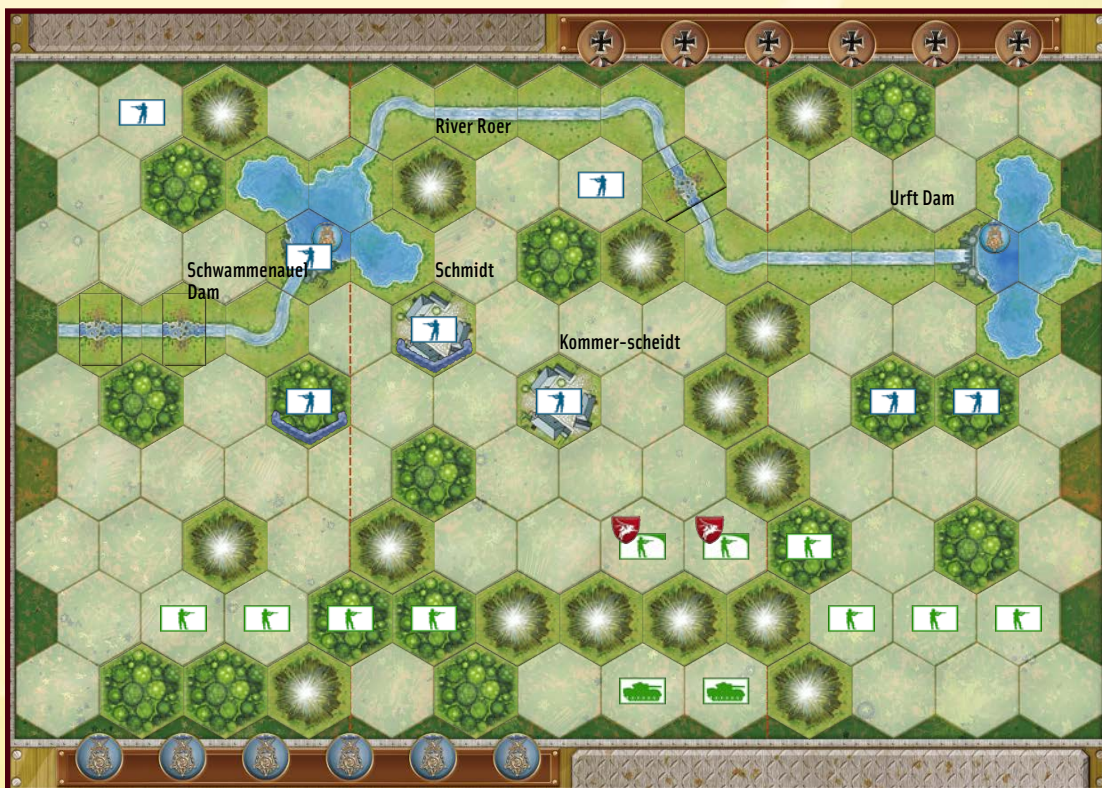 River Roer
Urft Dam
Schwammenauel
Dam
Schmidt
Kommer-scheidt